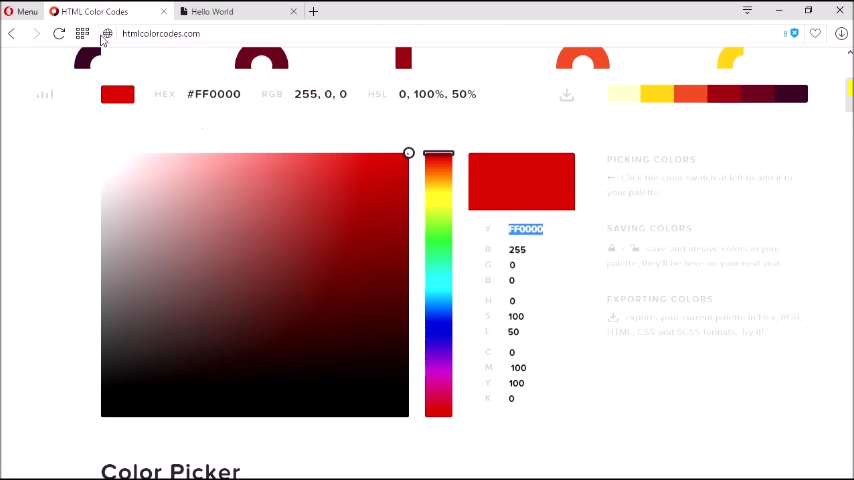 Menu HTML Color Codes Hello World
htmlcolorcodes.com 8
HEX #FF0000 RGB 255, 0, 0 HSL 0, 100%, 50%
PICKING COLORS
← Click the color swatch at left to add it to
your palette
# FF0000
SAVING COLORS
R 255
/ save and unsave colors in your
G 0
palette, they'll be here on your next visit.
B 0
H 0
EXPORTING COLORS
S 100
exports your current palette in Hex, RGB,
L 50
HTML, CSS and SCSS formats. Try it!
C 0
M 100
Y 100
K 0
Color Picker